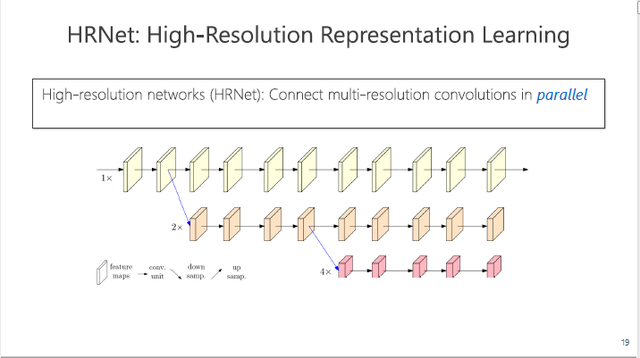 HRNet: High-Resolution Representation Learning
High-resolution networks (HRNet): Connect multi-resolution convolutions in parallel
1×
2×
4×
feature maps
conv. unit
down samp.
up samp.
19